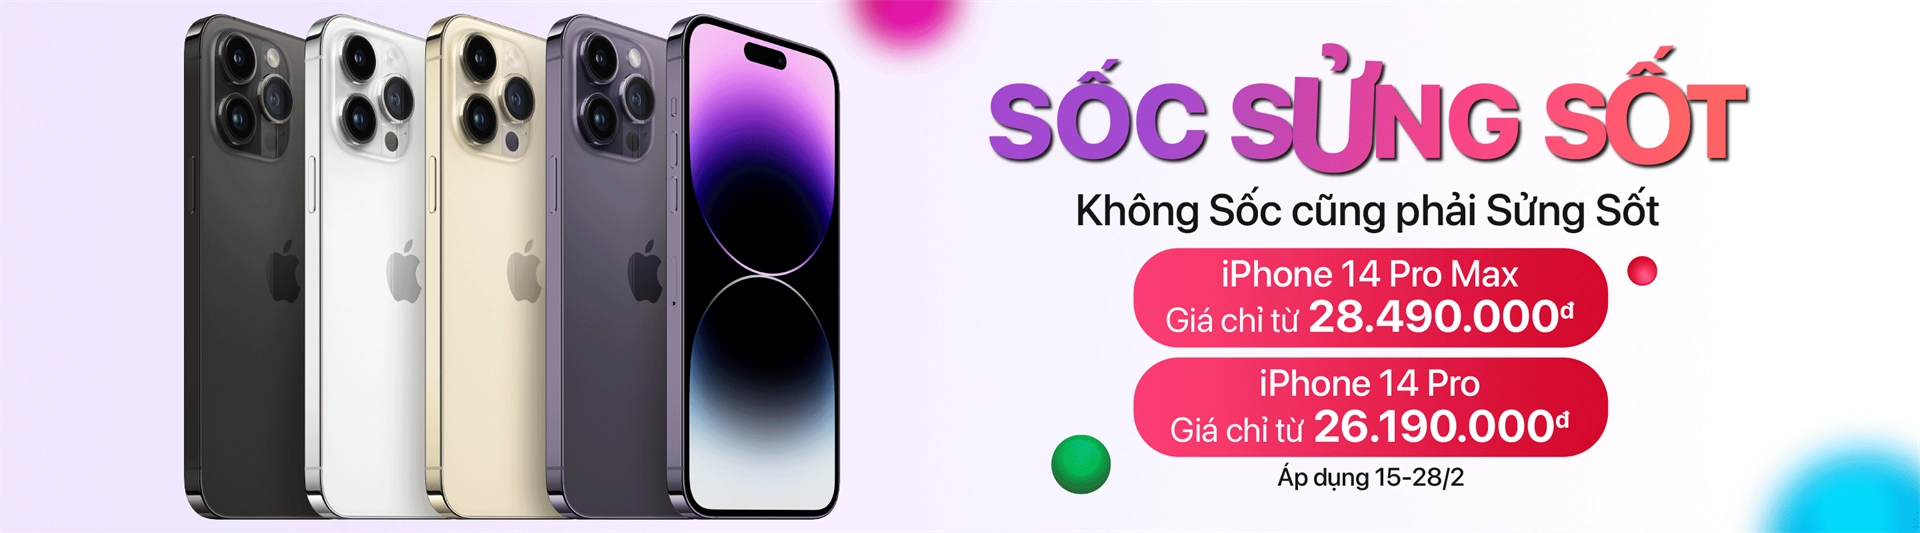 SỐC SỬNG SỐT
Không Sốc cũng phải Sửng Sốt
iPhone 14 Pro Max
Giá chỉ từ 28.490.000đ
iPhone 14 Pro
Giá chỉ từ 26.190.000đ
Áp dụng 15-28/2